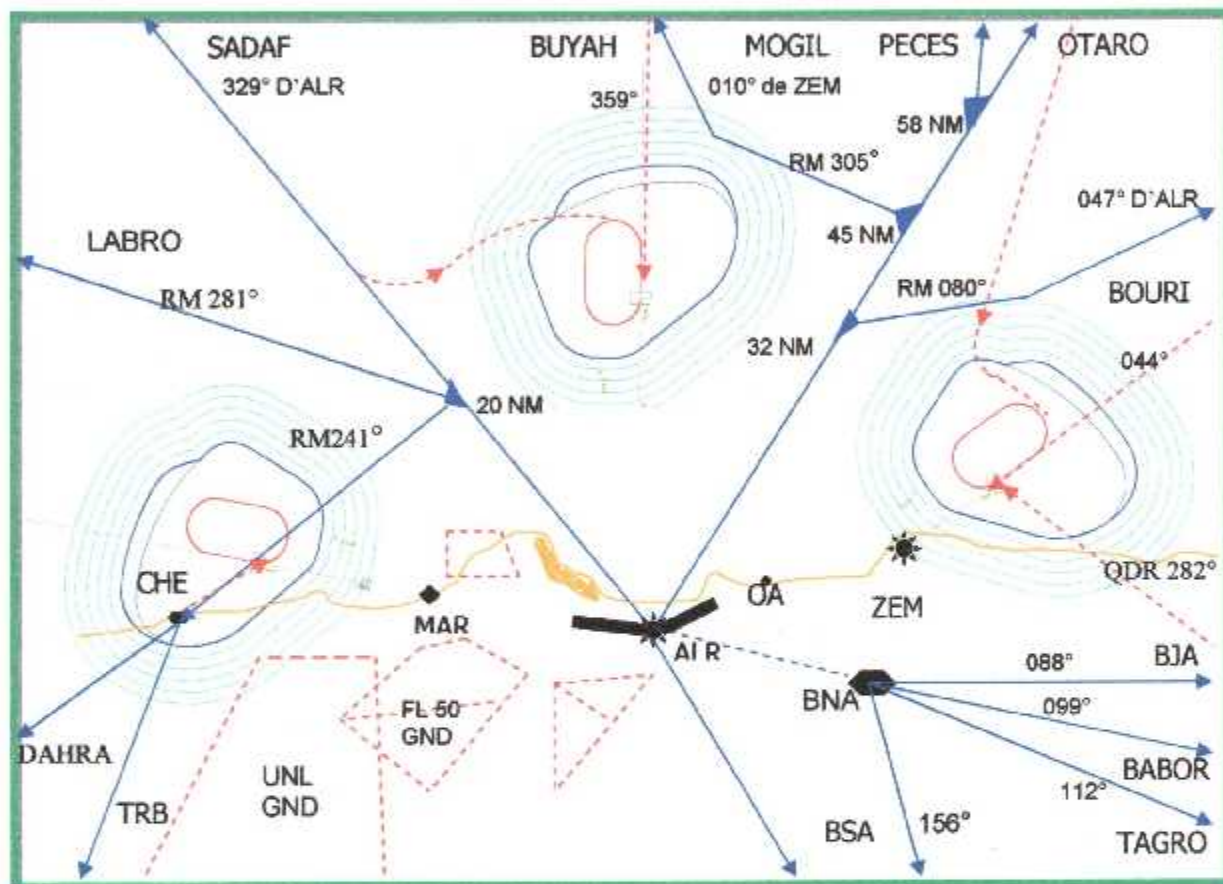 SADAF
BUYAH
MOGIL
PECES
OTARO
329° D'ALR
359°
010° de ZEM
58 NM
RM 305°
047° D'ALR
LABRO
45 NM
RM 281°
RM 080°
BOURI
32 NM
044°
20 NM
RM241°
CHE
MAR
OA
ZEM
QDR 282°
ALR
BJA
088°
BNA
099°
DAHRA
FL 50
GND
BABOR
UNL
GND
112°
TRB
BSA
156°
TAGRO